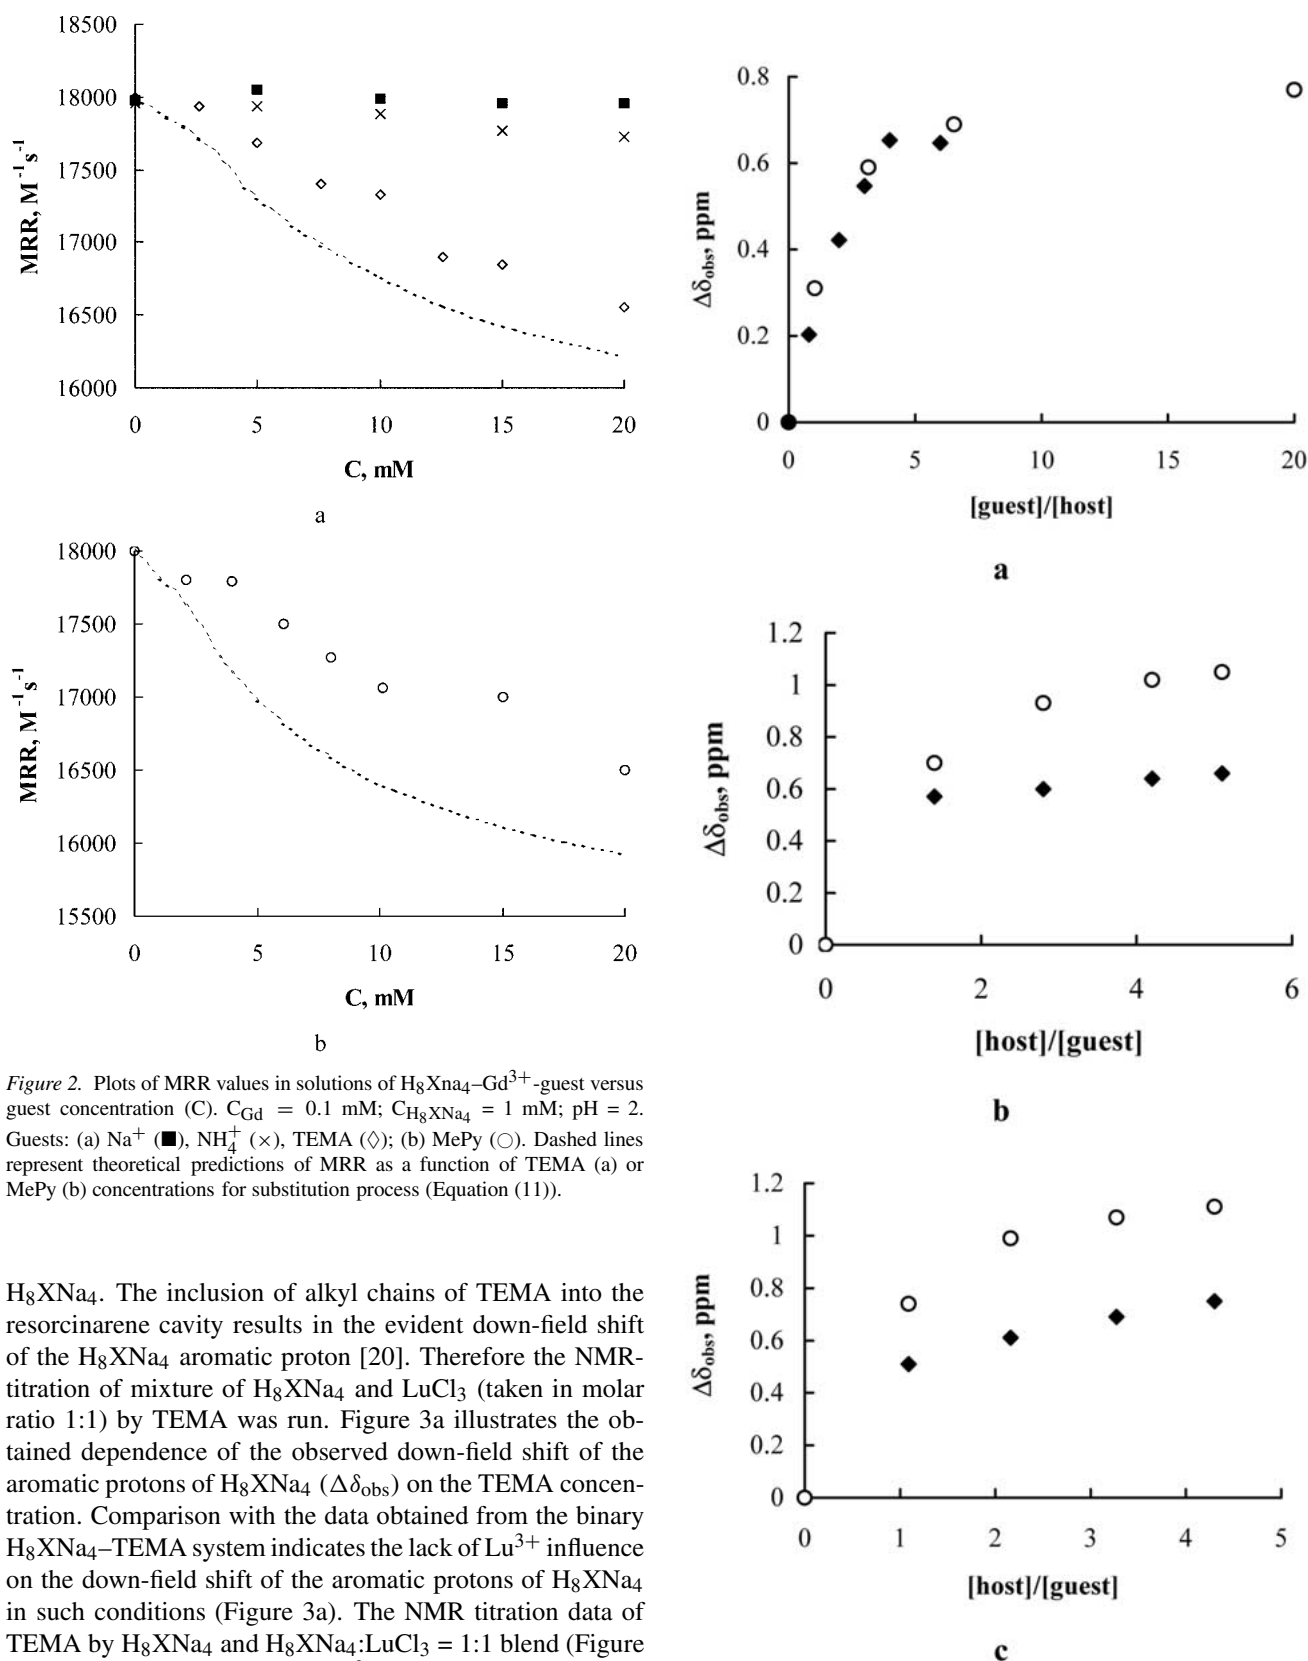 18500
18000
17500
17000
16500
16000
MRR, M⁻¹s⁻¹
0 5 10 15 20
C, mM
a
18000
17500
17000
16500
16000
15500
MRR, M⁻¹s⁻¹
0 5 10 15 20
C, mM
b
Figure 2. Plots of MRR values in solutions of H₈Xna₄–Gd³⁺-guest versus
guest concentration (C). C_Gd = 0.1 mM; C_H₈XNa₄ = 1 mM; pH = 2.
Guests: (a) Na⁺ (■), NH₄⁺ (×), TEMA (◊); (b) MePy (○). Dashed lines
represent theoretical predictions of MRR as a function of TEMA (a) or
MePy (b) concentrations for substitution process (Equation (11)).
H₈XNa₄. The inclusion of alkyl chains of TEMA into the
resorcinarene cavity results in the evident down-field shift
of the H₈XNa₄ aromatic proton [20]. Therefore the NMR-
titration of mixture of H₈XNa₄ and LuCl₃ (taken in molar
ratio 1:1) by TEMA was run. Figure 3a illustrates the ob-
tained dependence of the observed down-field shift of the
aromatic protons of H₈XNa₄ (Δδobs) on the TEMA concen-
tration. Comparison with the data obtained from the binary
H₈XNa₄–TEMA system indicates the lack of Lu³⁺ influence
on the down-field shift of the aromatic protons of H₈XNa₄
in such conditions (Figure 3a). The NMR titration data of
TEMA by H₈XNa₄ and H₈XNa₄:LuCl₃ = 1:1 blend (Figure
0.8
0.6
0.4
0.2
0
Δδobs, ppm
0 5 10 15 20
[guest]/[host]
a
1.2
1
0.8
0.6
0.4
0.2
0
Δδobs, ppm
0 2 4 6
[host]/[guest]
b
1.2
1
0.8
0.6
0.4
0.2
0
Δδobs, ppm
0 1 2 3 4 5
[host]/[guest]
c